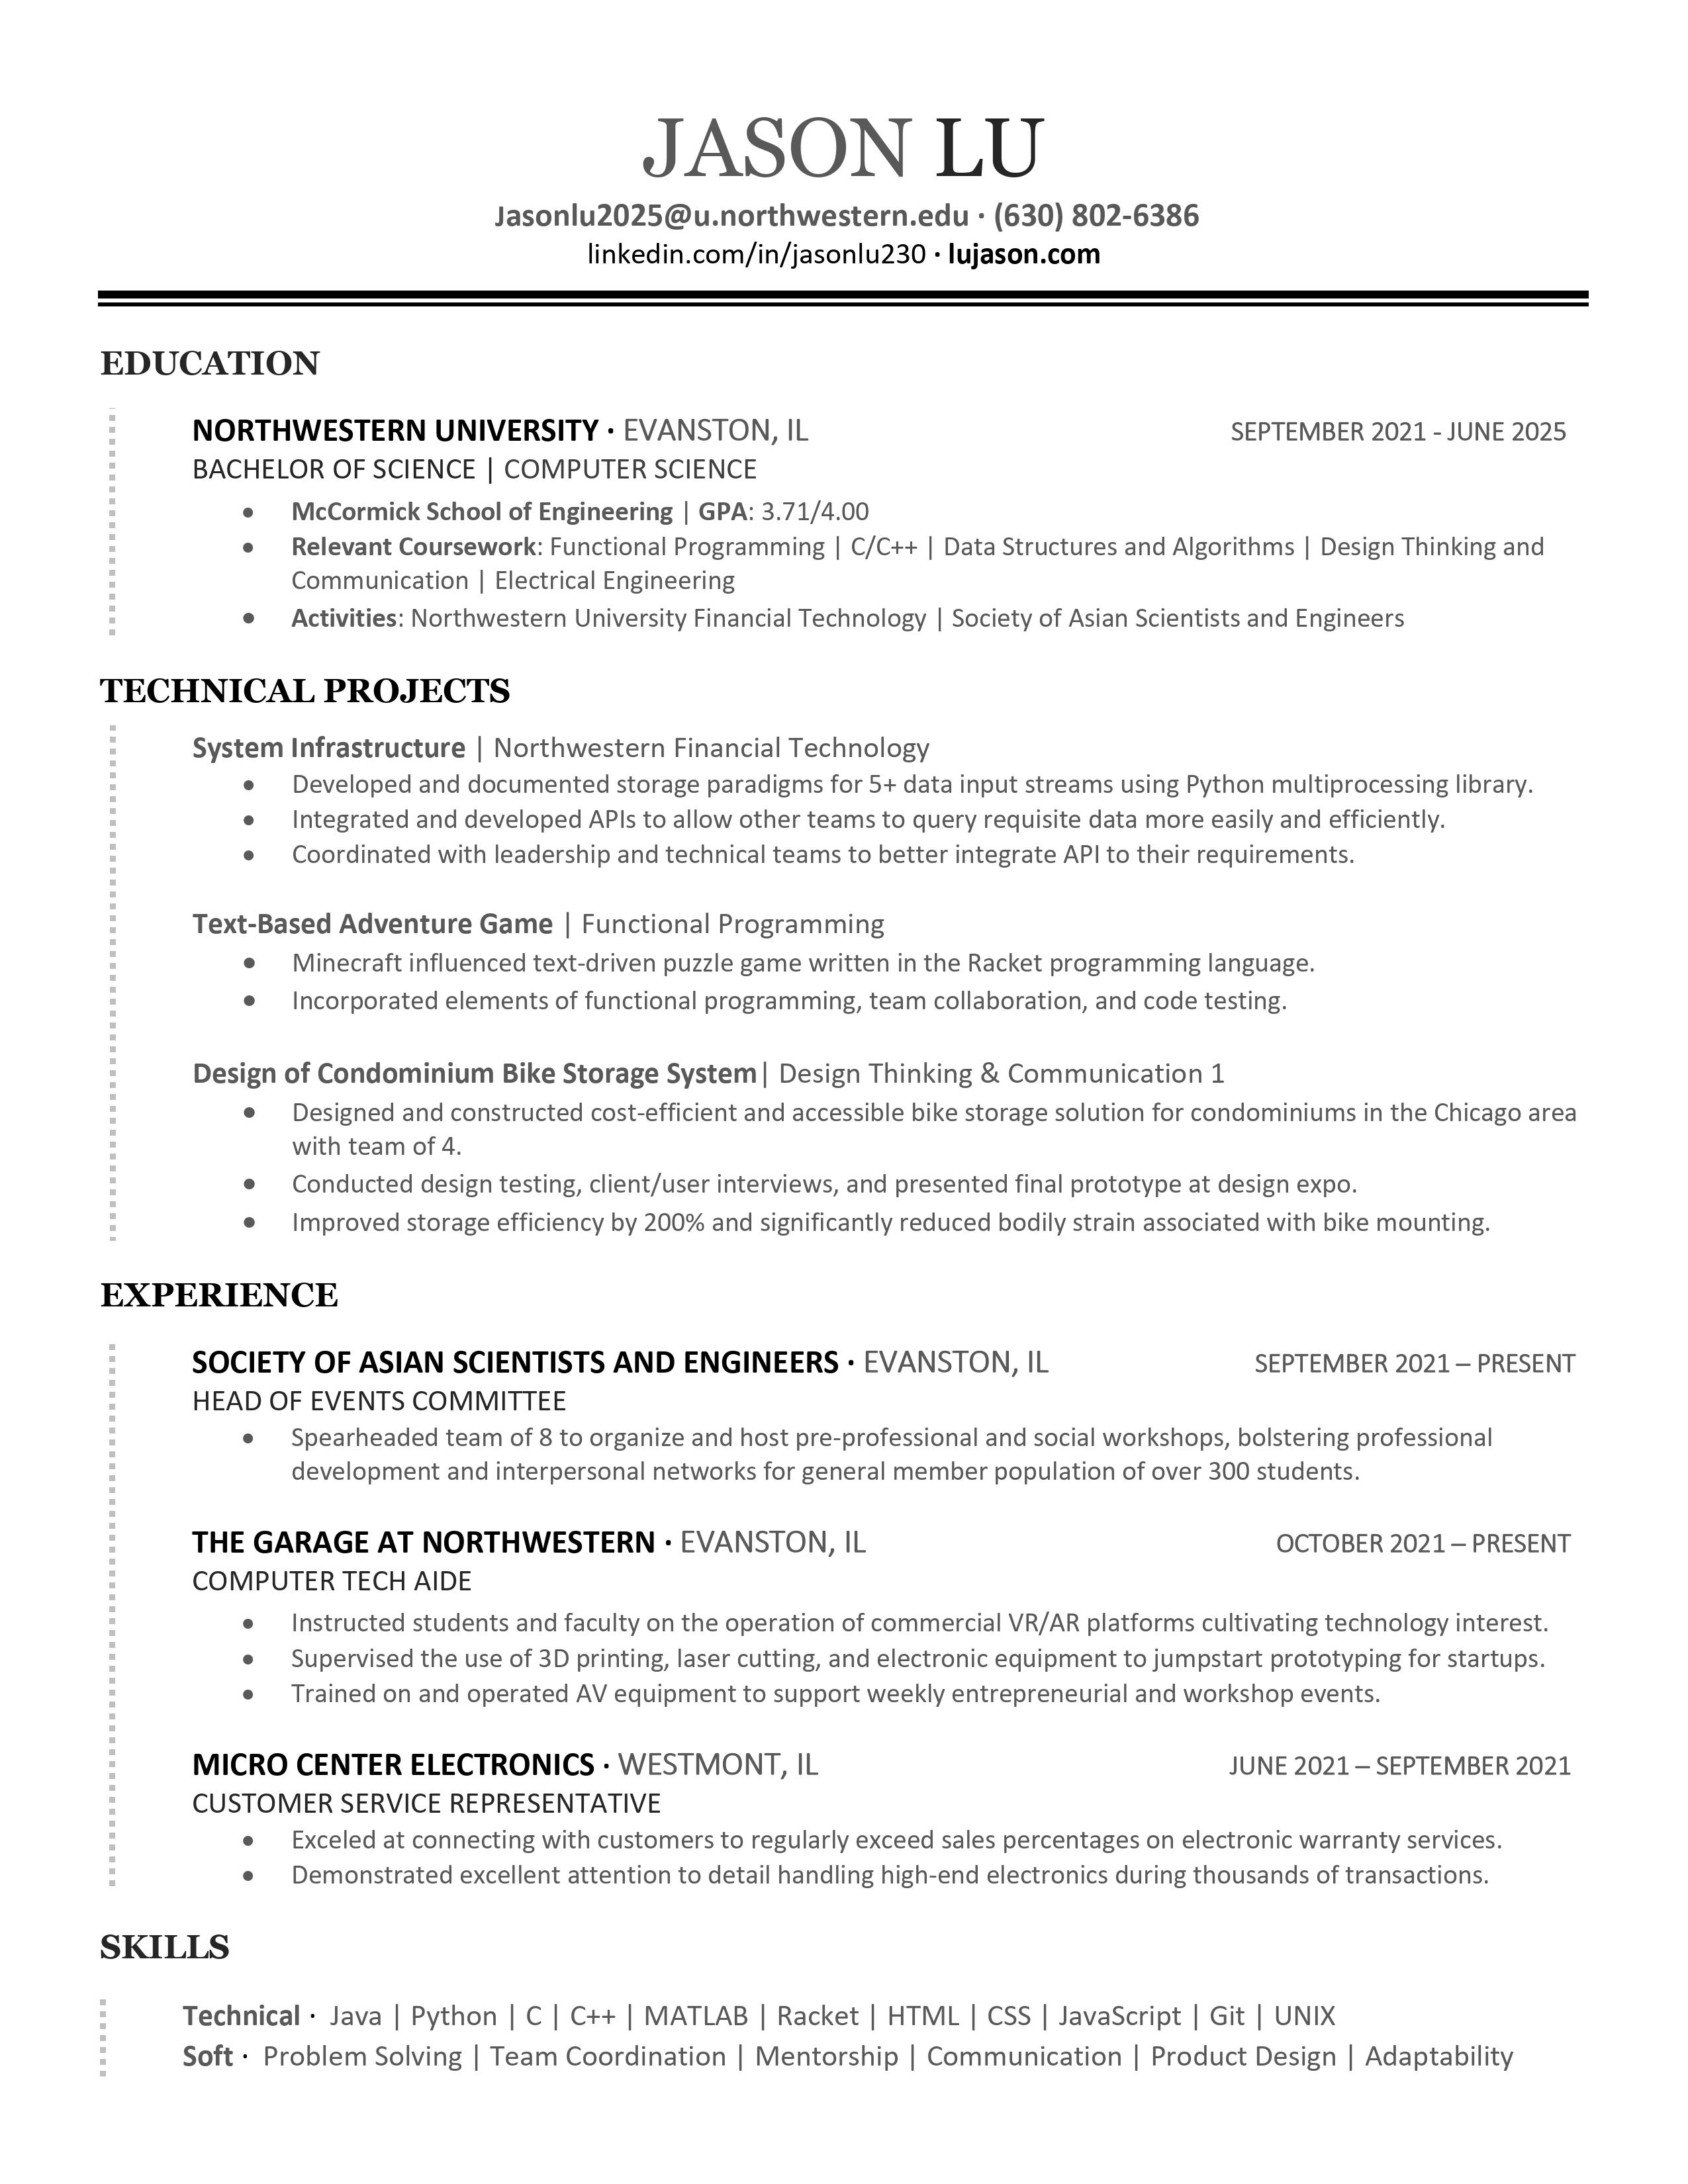 JASON LU
Jasonlu2025@u.northwestern.edu · (630) 802-6386
linkedin.com/in/jasonlu230 · lujason.com
EDUCATION
NORTHWESTERN UNIVERSITY · EVANSTON, IL SEPTEMBER 2021 - JUNE 2025
BACHELOR OF SCIENCE | COMPUTER SCIENCE
• McCormick School of Engineering | GPA: 3.71/4.00
• Relevant Coursework: Functional Programming | C/C++ | Data Structures and Algorithms | Design Thinking and
Communication | Electrical Engineering
• Activities: Northwestern University Financial Technology | Society of Asian Scientists and Engineers
TECHNICAL PROJECTS
System Infrastructure | Northwestern Financial Technology
• Developed and documented storage paradigms for 5+ data input streams using Python multiprocessing library.
• Integrated and developed APIs to allow other teams to query requisite data more easily and efficiently.
• Coordinated with leadership and technical teams to better integrate API to their requirements.
Text-Based Adventure Game | Functional Programming
• Minecraft influenced text-driven puzzle game written in the Racket programming language.
• Incorporated elements of functional programming, team collaboration, and code testing.
Design of Condominium Bike Storage System| Design Thinking & Communication 1
• Designed and constructed cost-efficient and accessible bike storage solution for condominiums in the Chicago area
with team of 4.
• Conducted design testing, client/user interviews, and presented final prototype at design expo.
• Improved storage efficiency by 200% and significantly reduced bodily strain associated with bike mounting.
EXPERIENCE
SOCIETY OF ASIAN SCIENTISTS AND ENGINEERS · EVANSTON, IL SEPTEMBER 2021 – PRESENT
HEAD OF EVENTS COMMITTEE
• Spearheaded team of 8 to organize and host pre-professional and social workshops, bolstering professional
development and interpersonal networks for general member population of over 300 students.
THE GARAGE AT NORTHWESTERN · EVANSTON, IL OCTOBER 2021 – PRESENT
COMPUTER TECH AIDE
• Instructed students and faculty on the operation of commercial VR/AR platforms cultivating technology interest.
• Supervised the use of 3D printing, laser cutting, and electronic equipment to jumpstart prototyping for startups.
• Trained on and operated AV equipment to support weekly entrepreneurial and workshop events.
MICRO CENTER ELECTRONICS · WESTMONT, IL JUNE 2021 – SEPTEMBER 2021
CUSTOMER SERVICE REPRESENTATIVE
• Exceled at connecting with customers to regularly exceed sales percentages on electronic warranty services.
• Demonstrated excellent attention to detail handling high-end electronics during thousands of transactions.
SKILLS
Technical · Java | Python | C | C++ | MATLAB | Racket | HTML | CSS | JavaScript | Git | UNIX
Soft · Problem Solving | Team Coordination | Mentorship | Communication | Product Design | Adaptability